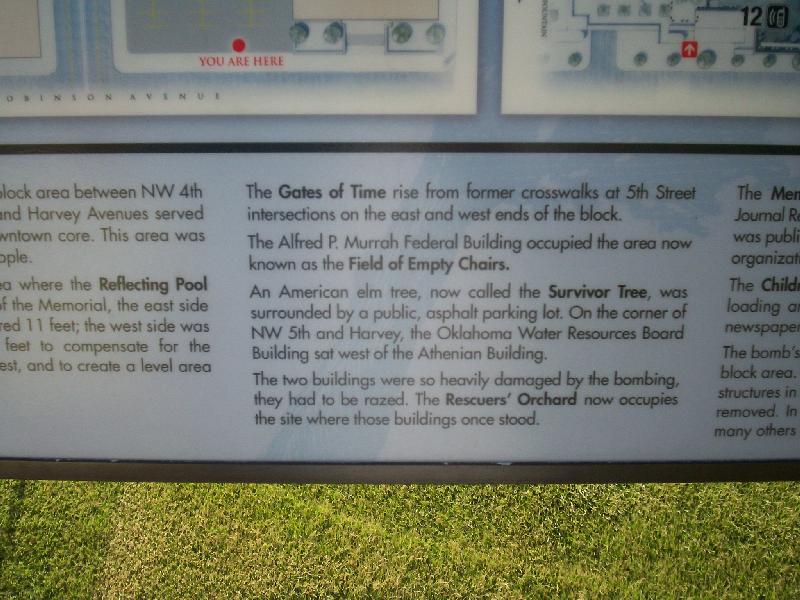 12
YOU ARE HERE
OBINSON AVENUE
block area between NW 4th
and Harvey Avenues served
wntown core. This area was
ople.
ea where the Reflecting Pool
of the Memorial, the east side
red 11 feet; the west side was
feet to compensate for the
est, and to create a level area
The Gates of Time rise from former crosswalks at 5th Street
intersections on the east and west ends of the block.
The Alfred P. Murrah Federal Building occupied the area now
known as the Field of Empty Chairs.
An American elm tree, now called the Survivor Tree, was
surrounded by a public, asphalt parking lot. On the corner of
NW 5th and Harvey, the Oklahoma Water Resources Board
Building sat west of the Athenian Building.
The two buildings were so heavily damaged by the bombing,
they had to be razed. The Rescuers' Orchard now occupies
the site where those buildings once stood.
The Mem
Journal Re
was publi
organizati
The Childr
loading ar
newspaper
The bomb's
block area.
structures in
removed. In
many others